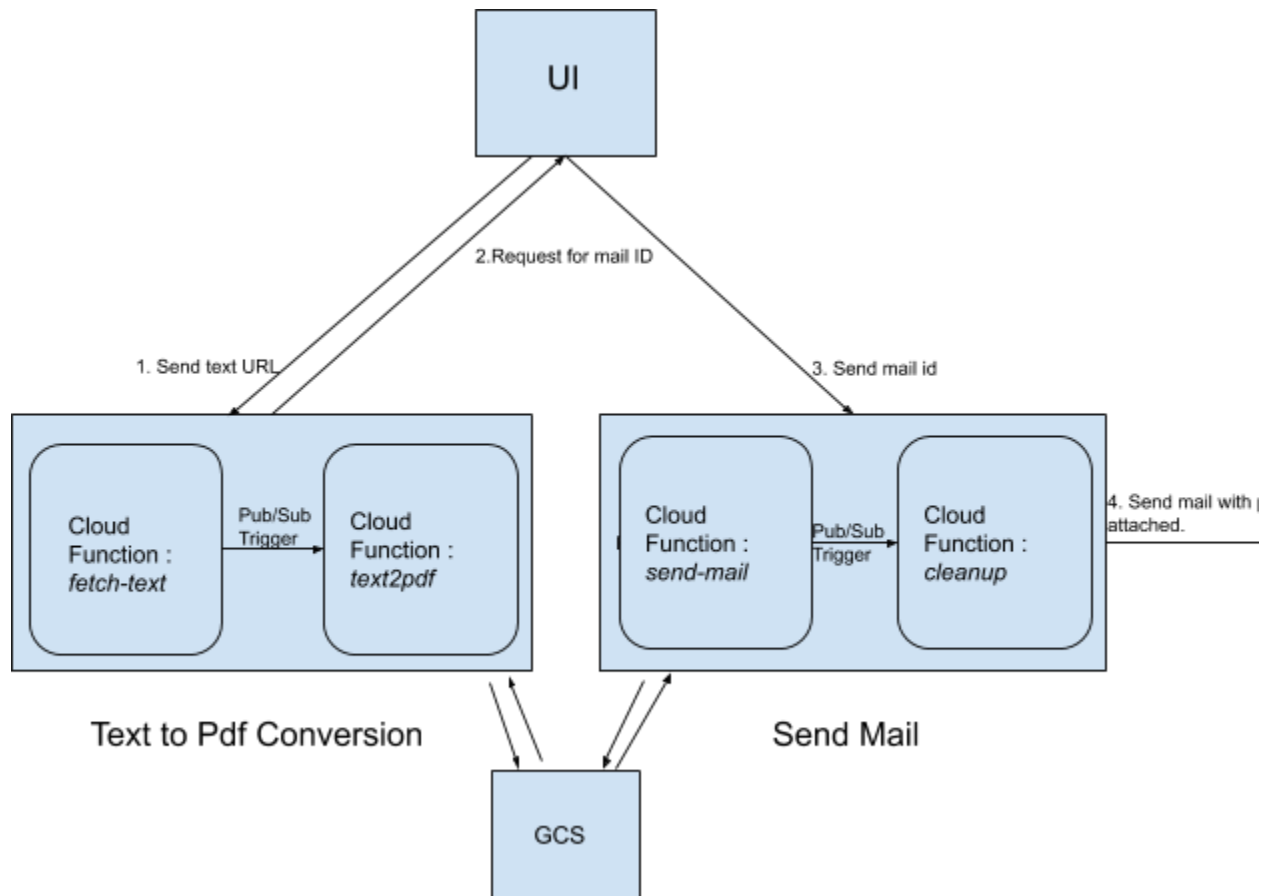 UI
2.Request for mail ID
1. Send text URL
3. Send mail id
Cloud
Function :
fetch-text
Pub/Sub
Trigger
Cloud
Function :
text2pdf
Cloud
Function :
send-mail
Pub/Sub
Trigger
Cloud
Function :
cleanup
4. Send mail with
attached.
Text to Pdf Conversion
Send Mail
GCS